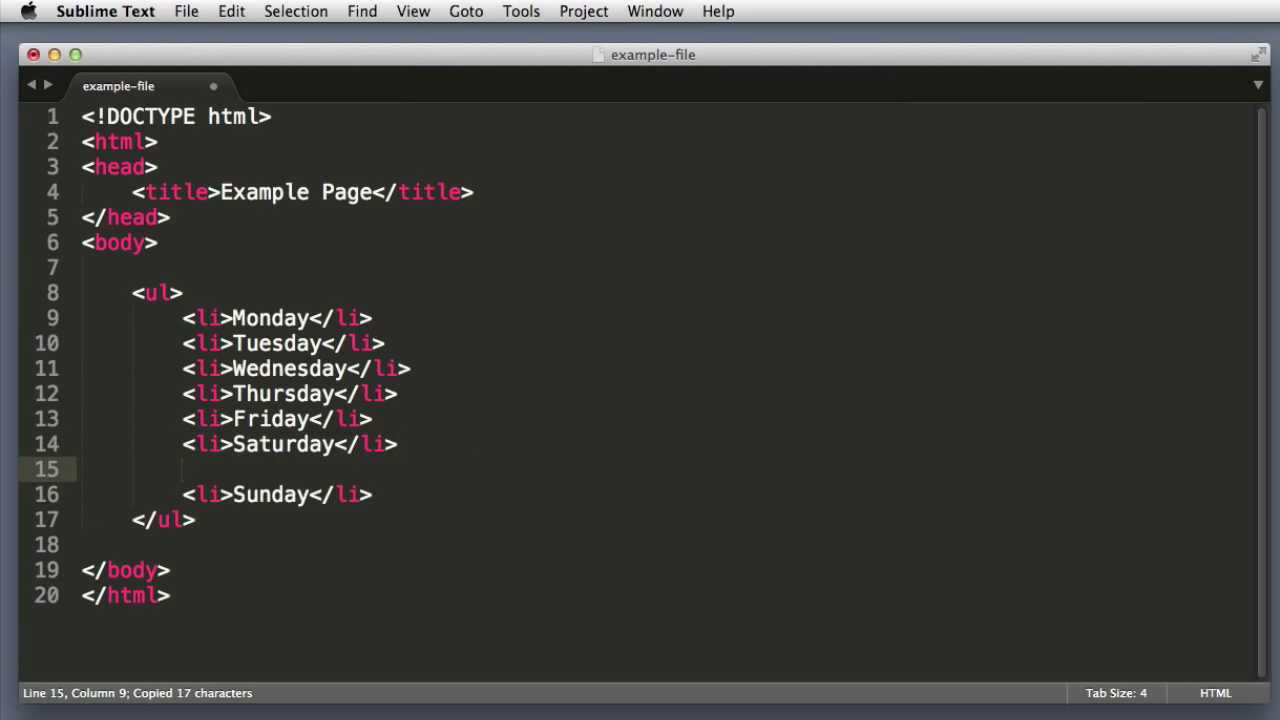 Sublime Text File Edit Selection Find View Goto Tools Project Window Help
example-file
example-file
1 <!DOCTYPE html>
2 <html>
3 <head>
4 <title>Example Page</title>
5 </head>
6 <body>
7
8 <ul>
9 <li>Monday</li>
10 <li>Tuesday</li>
11 <li>Wednesday</li>
12 <li>Thursday</li>
13 <li>Friday</li>
14 <li>Saturday</li>
15
16 <li>Sunday</li>
17 </ul>
18
19 </body>
20 </html>
Line 15, Column 9; Copied 17 characters Tab Size: 4 HTML